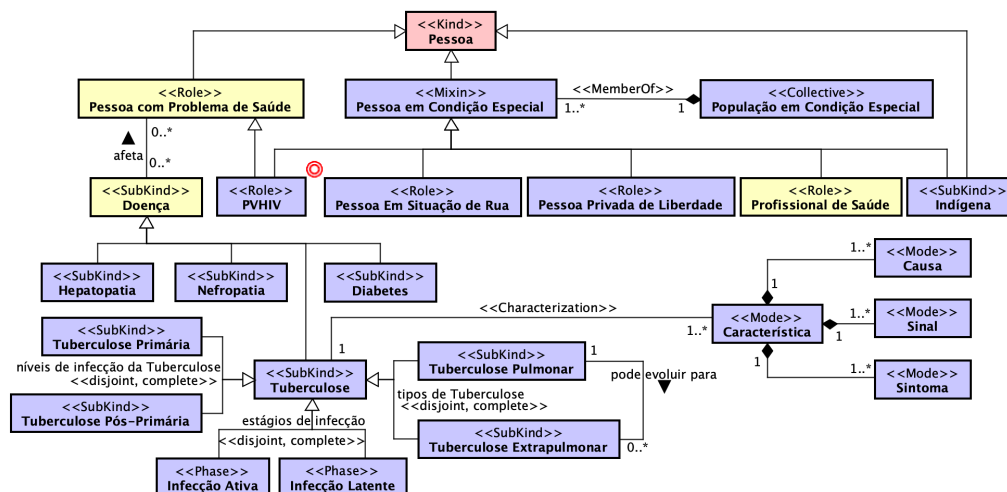 <<Kind>>
Pessoa
<<Role>>
Pessoa com Problema de Saúde
<<Mixin>>
Pessoa em Condição Especial
<<MemberOf>>
1..*
1
<<Collective>>
População em Condição Especial
0..*
afeta
0..*
<<SubKind>>
Doença
<<Role>>
PVHIV
<<Role>>
Pessoa Em Situação de Rua
<<Role>>
Pessoa Privada de Liberdade
<<Role>>
Profissional de Saúde
<<SubKind>>
Indígena
<<SubKind>>
Hepatopatia
<<SubKind>>
Nefropatia
<<SubKind>>
Diabetes
<<Characterization>>
1
1..*
<<Mode>>
Característica
1
1..*
<<Mode>>
Causa
1
1..*
<<Mode>>
Sinal
1
1..*
<<Mode>>
Sintoma
<<SubKind>>
Tuberculose Primária
níveis de infecção da Tuberculose
<<disjoint, complete>>
<<SubKind>>
Tuberculose Pós-Primária
<<SubKind>>
Tuberculose
<<SubKind>>
Tuberculose Pulmonar
1
pode evoluir para
0..*
tipos de Tuberculose
<<disjoint, complete>>
<<SubKind>>
Tuberculose Extrapulmonar
estágios de infecção
<<disjoint, complete>>
<<Phase>>
Infecção Ativa
<<Phase>>
Infecção Latente